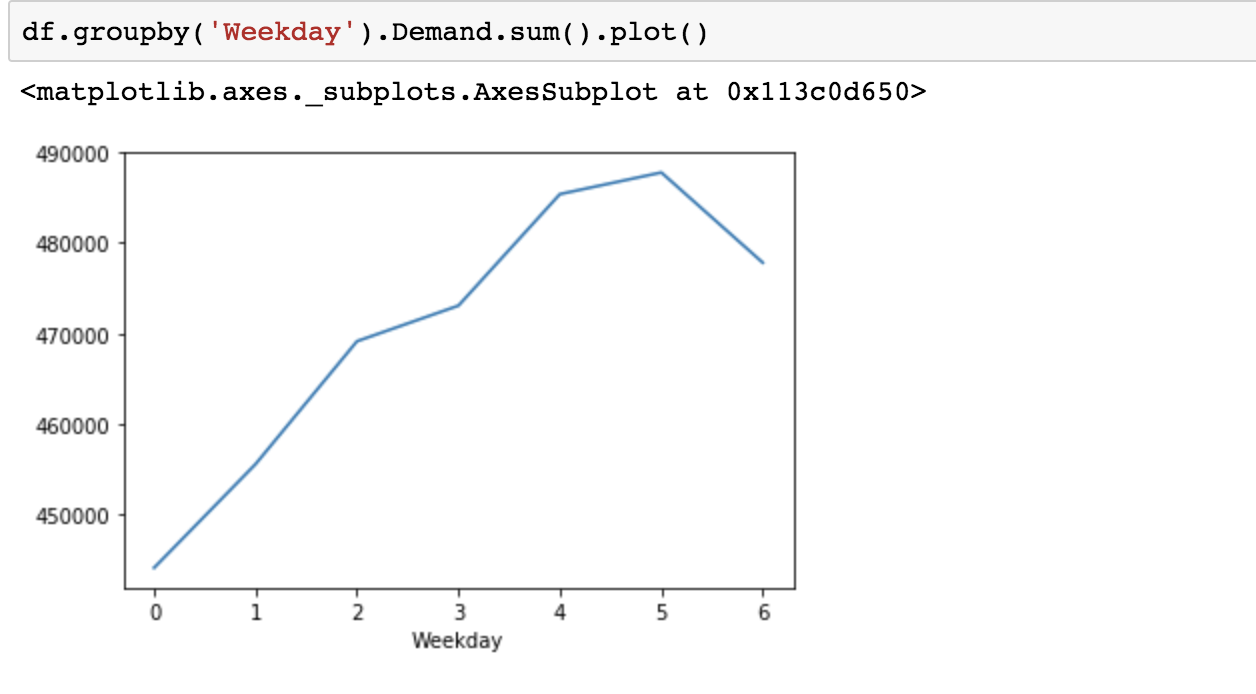 df.groupby('Weekday').Demand.sum().plot()
<matplotlib.axes._subplots.AxesSubplot at 0x113c0d650>
490000
480000
470000
460000
450000
0 1 2 3 4 5 6
Weekday